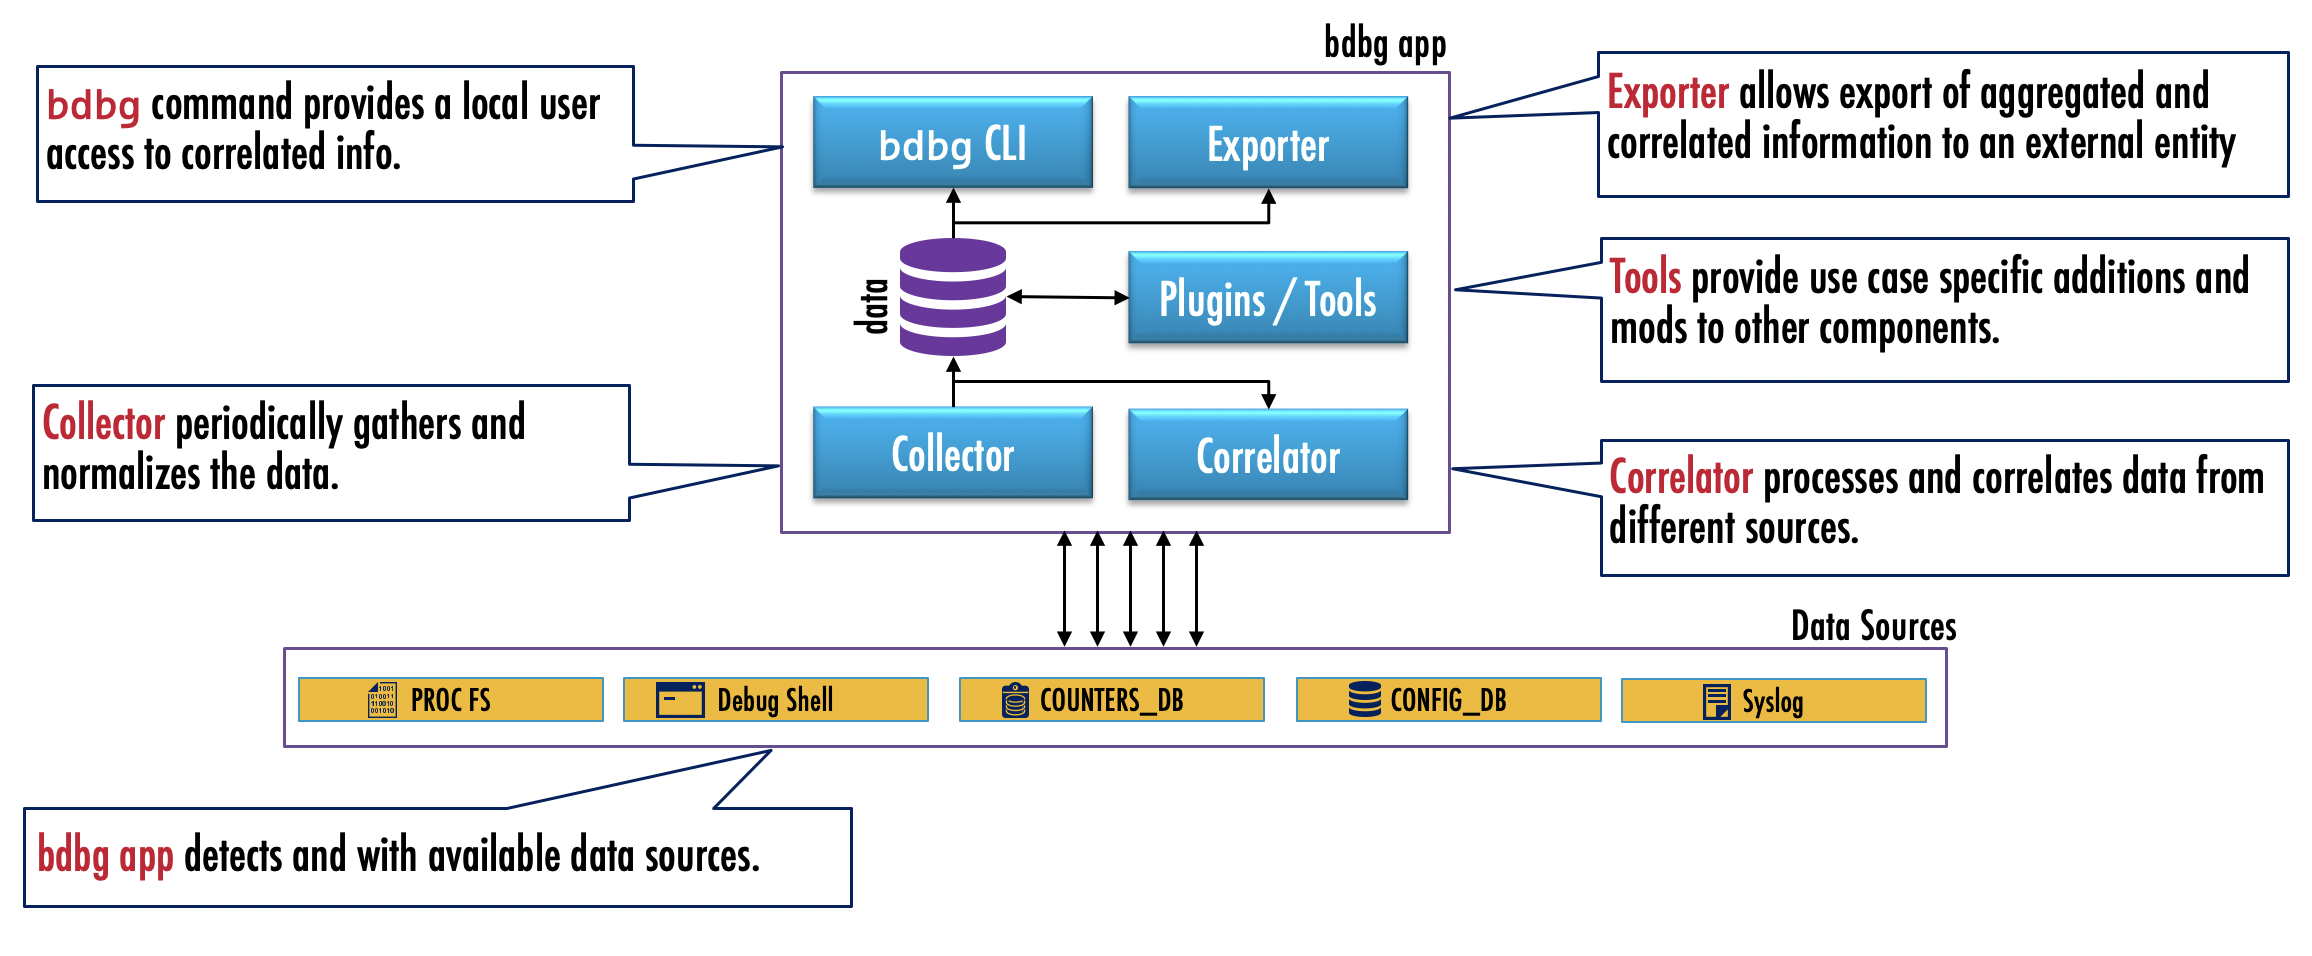 bdbg app
bdbg command provides a local user
access to correlated info.
bdbg CLI
Exporter
Exporter allows export of aggregated and
correlated information to an external entity
data
Plugins / Tools
Tools provide use case specific additions and
mods to other components.
Collector periodically gathers and
normalizes the data.
Collector
Correlator
Correlator processes and correlates data from
different sources.
Data Sources
PROC FS
Debug Shell
COUNTERS_DB
CONFIG_DB
Syslog
bdbg app detects and with available data sources.